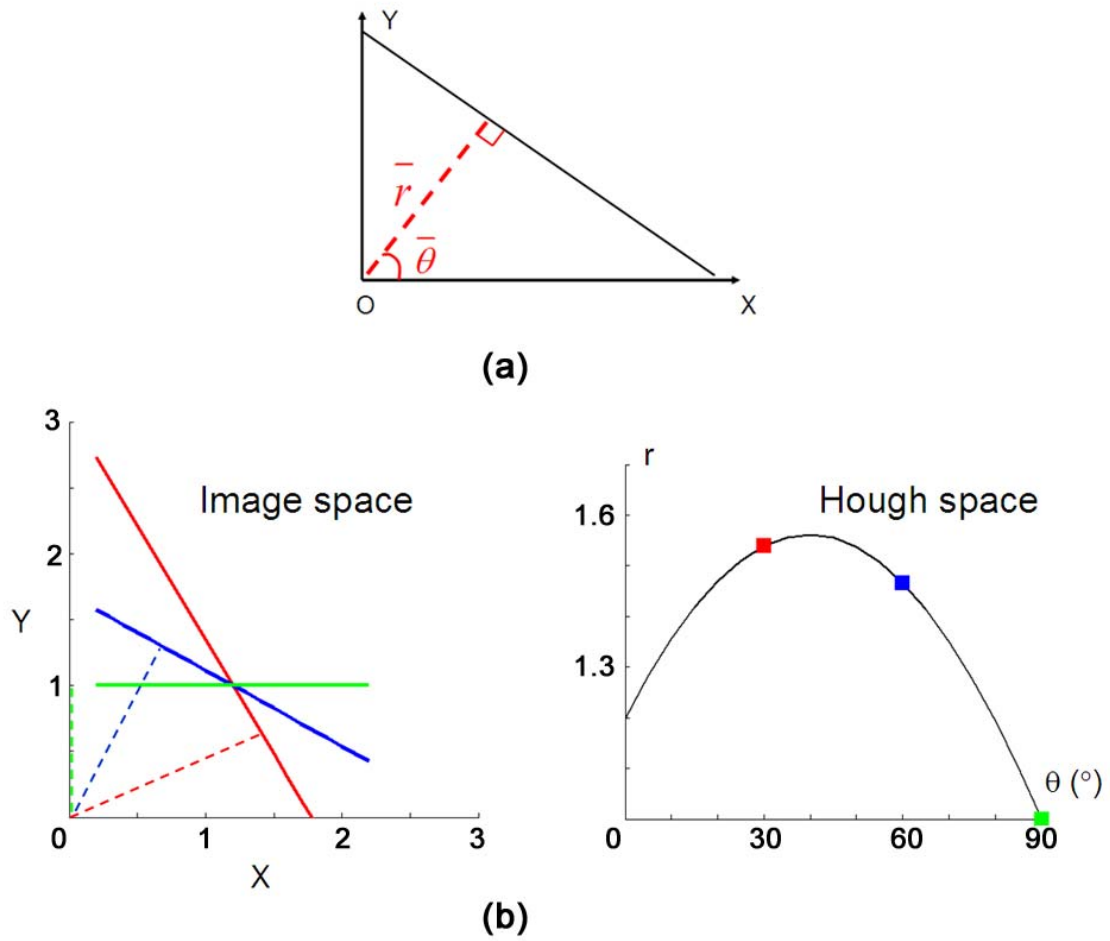 Y
r̄
θ̄
O
X
(a)
3
Image space
2
Y
1
0 1 2 3
X
r
Hough space
1.6
1.3
θ (°)
0 30 60 90
(b)